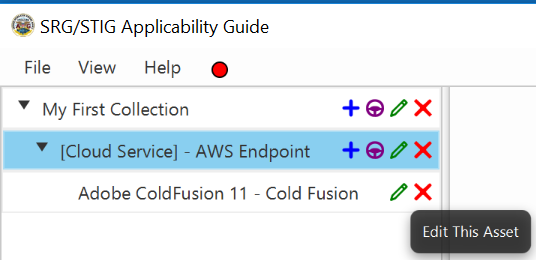 SRG/STIG Applicability Guide
File View Help
My First Collection
[Cloud Service] - AWS Endpoint
Adobe ColdFusion 11 - Cold Fusion
Edit This Asset